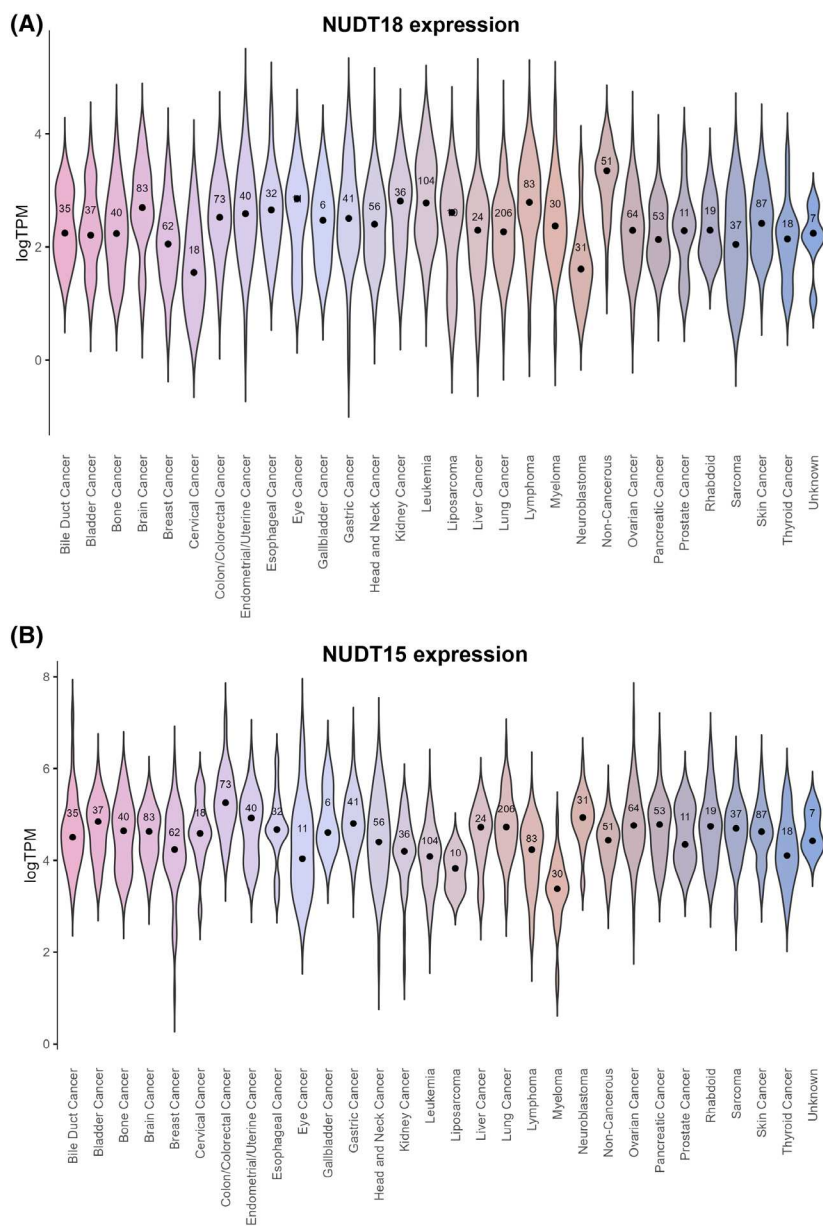 (A)
NUDT18 expression
logTPM
4
2
0
35
37
40
83
62
18
73
40
32
6
41
56
36
104
24
206
83
30
31
51
64
53
11
19
37
87
18
7
Bile Duct Cancer
Bladder Cancer
Bone Cancer
Brain Cancer
Breast Cancer
Cervical Cancer
Colon/Colorectal Cancer
Endometrial/Uterine Cancer
Esophageal Cancer
Eye Cancer
Gallbladder Cancer
Gastric Cancer
Head and Neck Cancer
Kidney Cancer
Leukemia
Liposarcoma
Liver Cancer
Lung Cancer
Lymphoma
Myeloma
Neuroblastoma
Non-Cancerous
Ovarian Cancer
Pancreatic Cancer
Prostate Cancer
Rhabdoid
Sarcoma
Skin Cancer
Thyroid Cancer
Unknown
(B)
NUDT15 expression
logTPM
8
6
4
2
0
35
37
40
83
62
18
73
40
32
11
6
41
56
36
104
10
24
206
83
30
31
51
64
53
11
19
37
87
18
7
Bile Duct Cancer
Bladder Cancer
Bone Cancer
Brain Cancer
Breast Cancer
Cervical Cancer
Colon/Colorectal Cancer
Endometrial/Uterine Cancer
Esophageal Cancer
Eye Cancer
Gallbladder Cancer
Gastric Cancer
Head and Neck Cancer
Kidney Cancer
Leukemia
Liposarcoma
Liver Cancer
Lung Cancer
Lymphoma
Myeloma
Neuroblastoma
Non-Cancerous
Ovarian Cancer
Pancreatic Cancer
Prostate Cancer
Rhabdoid
Sarcoma
Skin Cancer
Thyroid Cancer
Unknown